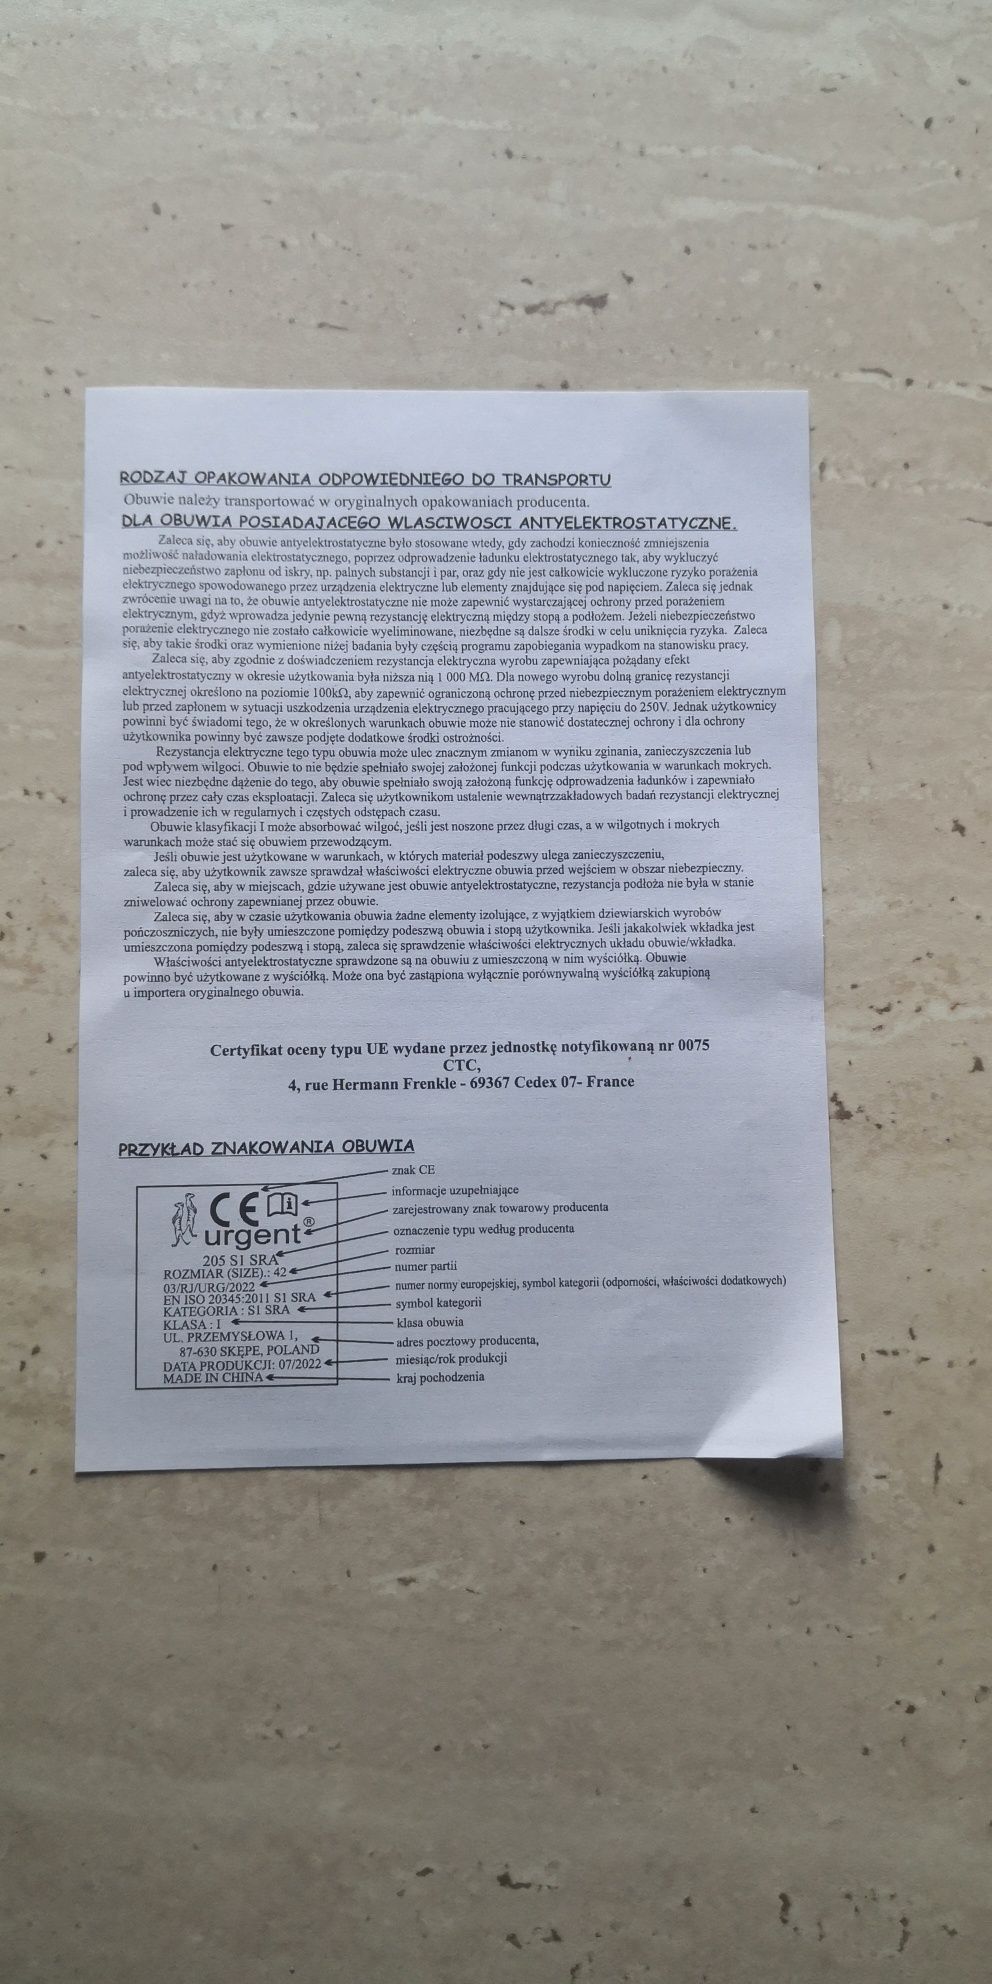 RODZAJ OPAKOWANIA ODPOWIEDNIEGO DO TRANSPORTU
Obuwie należy transportować w oryginalnych opakowaniach producenta.
DLA OBUWIA POSIADAJACEGO WLASCIWOSCI ANTYELEKTROSTATYCZNE.
Zaleca się, aby obuwie antyelektrostatyczne było stosowane wtedy, gdy zachodzi konieczność zmniejszenia
możliwość naładowania elektrostatycznego, poprzez odprowadzenie ładunku elektrostatycznego tak, aby wykluczyć
niebezpieczeństwo zapłonu od iskry, np. palnych substancji i par, oraz gdy nie jest całkowicie wykluczone ryzyko porażenia
elektrycznego spowodowanego przez urządzenia elektryczne lub elementy znajdujące się pod napięciem. Zaleca się jednak
zwrócenie uwagi na to, że obuwie antyelektrostatyczne nie może zapewnić wystarczającej ochrony przed porażeniem
elektrycznym, gdyż wprowadza jedynie pewną rezystancję elektryczną między stopą a podłożem. Jeżeli niebezpieczeństwo
porażenie elektrycznego nie zostało całkowicie wyeliminowane, niezbędne są dalsze środki w celu uniknięcia ryzyka. Zaleca
się, aby takie środki oraz wymienione niżej badania były częścią programu zapobiegania wypadkom na stanowisku pracy.
Zaleca się, aby zgodnie z doświadczeniem rezystancja elektryczna wyrobu zapewniająca pożądany efekt
antyelektrostatyczny w okresie użytkowania była niższa nią 1 000 MΩ. Dla nowego wyrobu dolną granicę rezystancji
elektrycznej określono na poziomie 100kΩ, aby zapewnić ograniczoną ochronę przed niebezpiecznym porażeniem elektrycznym
lub przed zapłonem w sytuacji uszkodzenia urządzenia elektrycznego pracującego przy napięciu do 250V. Jednak użytkownicy
powinni być świadomi tego, że w określonych warunkach obuwie może nie stanowić dostatecznej ochrony i dla ochrony
użytkownika powinny być zawsze podjęte dodatkowe środki ostrożności.
Rezystancja elektryczne tego typu obuwia może ulec znacznym zmianom w wyniku zginania, zanieczyszczenia lub
pod wpływem wilgoci. Obuwie to nie będzie spełniało swojej założonej funkcji podczas użytkowania w warunkach mokrych.
Jest wiec niezbędne dążenie do tego, aby obuwie spełniało swoją założoną funkcję odprowadzenia ładunków i zapewniało
ochronę przez cały czas eksploatacji. Zaleca się użytkownikom ustalenie wewnątrzzakładowych badań rezystancji elektrycznej
i prowadzenie ich w regularnych i częstych odstępach czasu.
Obuwie klasyfikacji I może absorbować wilgoć, jeśli jest noszone przez długi czas, a w wilgotnych i mokrych
warunkach może stać się obuwiem przewodzącym.
Jeśli obuwie jest użytkowane w warunkach, w których materiał podeszwy ulega zanieczyszczeniu,
zaleca się, aby użytkownik zawsze sprawdzał właściwości elektryczne obuwia przed wejściem w obszar niebezpieczny.
Zaleca się, aby w miejscach, gdzie używane jest obuwie antyelektrostatyczne, rezystancja podłoża nie była w stanie
zniwelować ochrony zapewnianej przez obuwie.
Zaleca się, aby w czasie użytkowania obuwia żadne elementy izolujące, z wyjątkiem dziewiarskich wyrobów
pończoszniczych, nie były umieszczone pomiędzy podeszwą obuwia i stopą użytkownika. Jeśli jakakolwiek wkładka jest
umieszczona pomiędzy podeszwą i stopą, zaleca się sprawdzenie właściwości elektrycznych układu obuwie/wkładka.
Właściwości antyelektrostatyczne sprawdzone są na obuwiu z umieszczoną w nim wyściółką. Obuwie
powinno być użytkowane z wyściółką. Może ona być zastąpiona wyłącznie porównywalną wyściółką zakupioną
u importera oryginalnego obuwia.
Certyfikat oceny typu UE wydane przez jednostkę notyfikowaną nr 0075
CTC,
4, rue Hermann Frenkle - 69367 Cedex 07- France
PRZYKŁAD ZNAKOWANIA OBUWIA
znak CE
CE i informacje uzupełniające
urgent® zarejestrowany znak towarowy producenta
205 S1 SRA oznaczenie typu według producenta
ROZMIAR (SIZE).: 42 rozmiar
03/RJ/URG/2022 numer partii
EN ISO 20345:2011 S1 SRA numer normy europejskiej, symbol kategorii (odporności, właściwości dodatkowych)
KATEGORIA : S1 SRA symbol kategorii
KLASA : I klasa obuwia
UL. PRZEMYSŁOWA 1, adres pocztowy producenta,
87-630 SKĘPE, POLAND
DATA PRODUKCJI: 07/2022 miesiąc/rok produkcji
MADE IN CHINA kraj pochodzenia